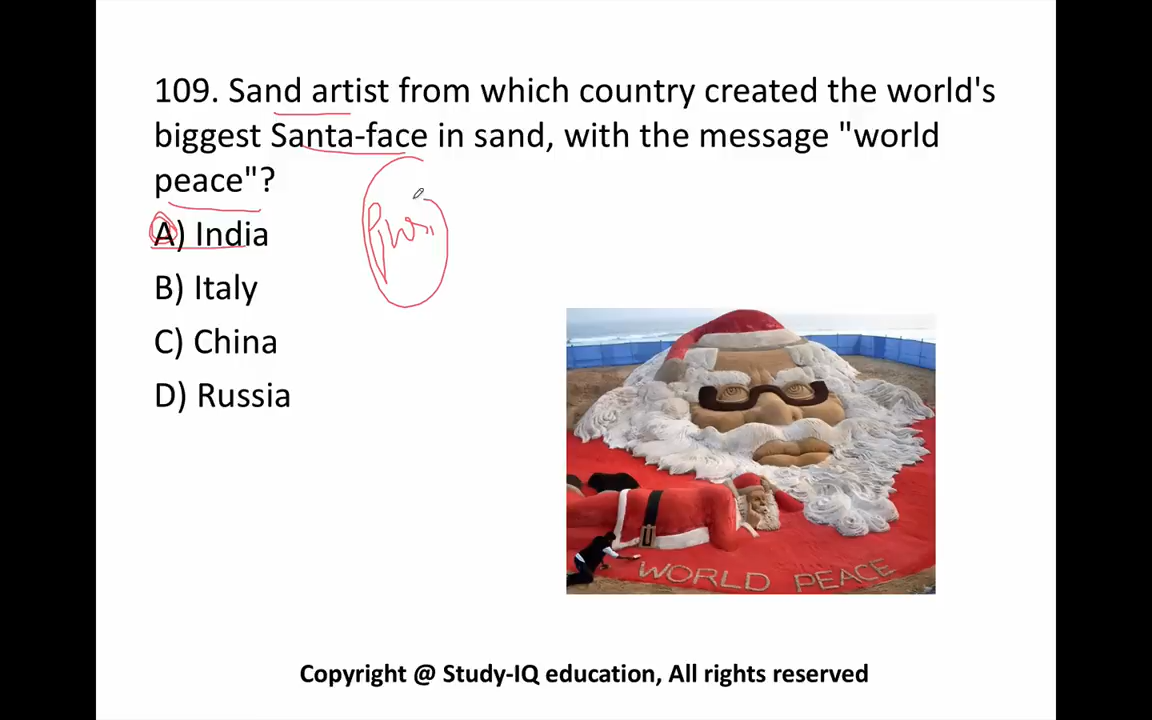 109. Sand artist from which country created the world's
biggest Santa-face in sand, with the message "world
peace"?
A) India
B) Italy
C) China
D) Russia
WORLD PEACE
Copyright @ Study-IQ education, All rights reserved